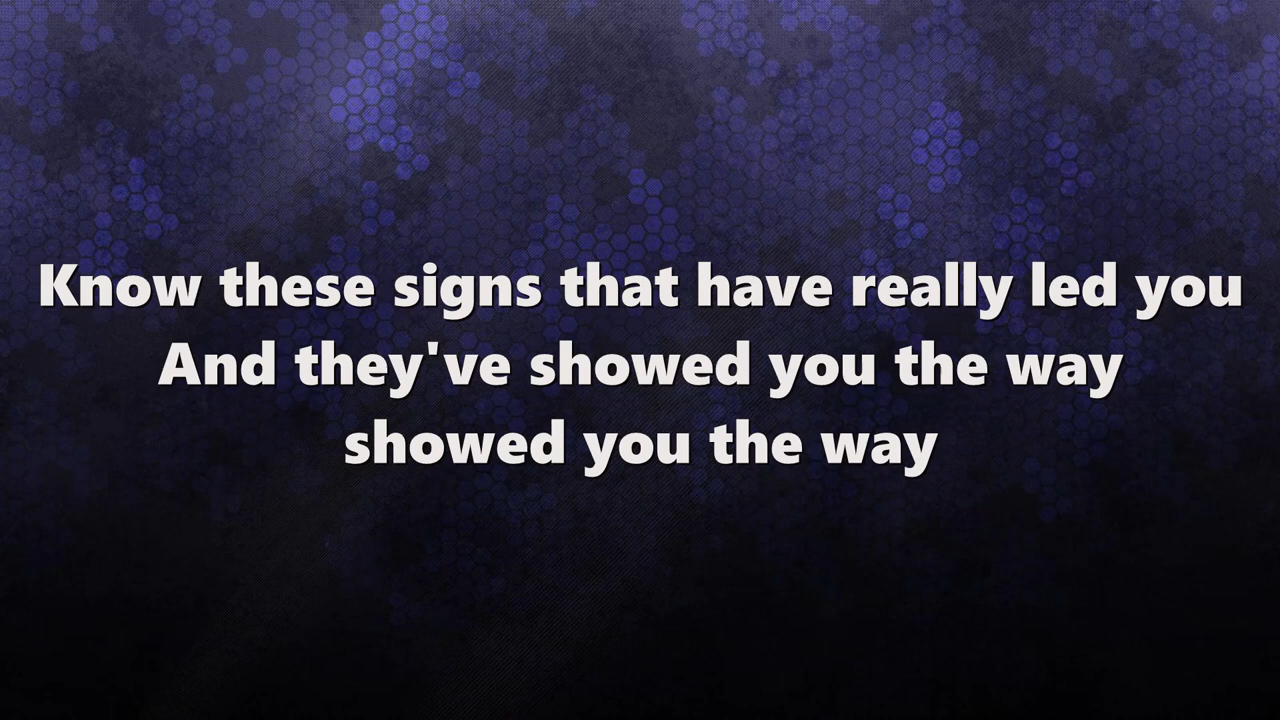 Know these signs that have really led you
And they've showed you the way
showed you the way